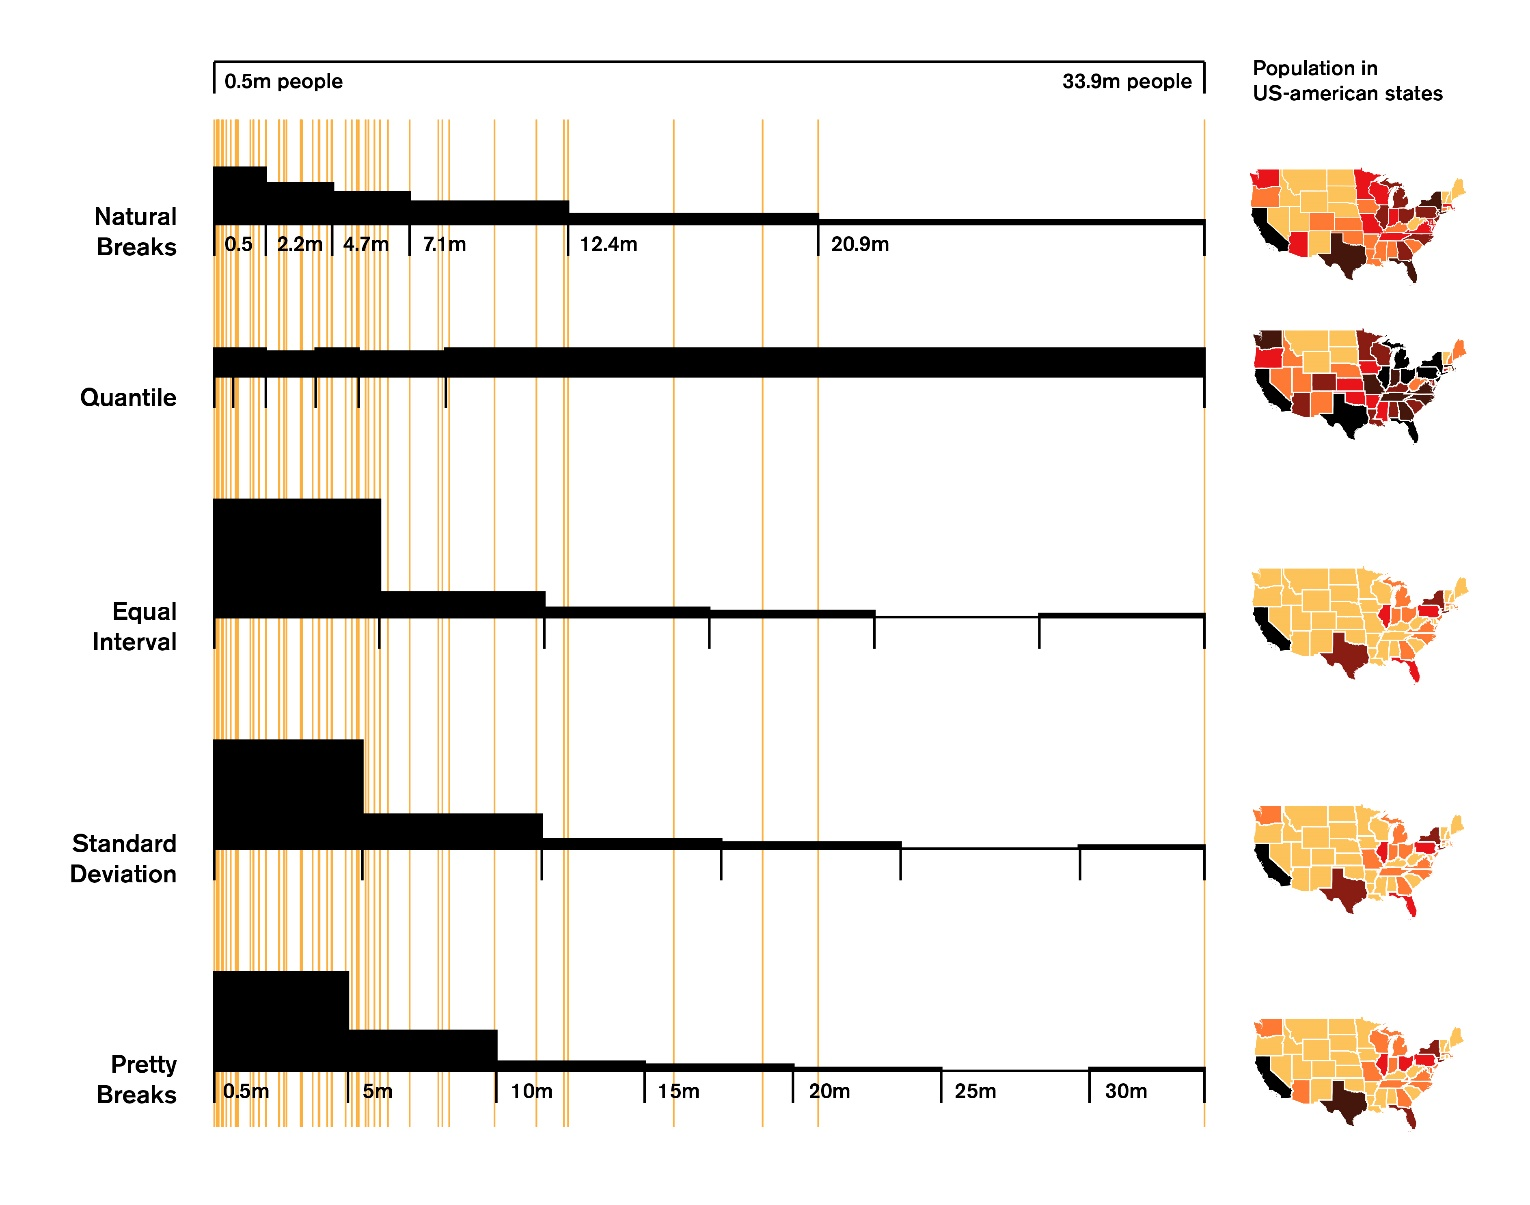 0.5m people
33.9m people
Population in
US-american states
Natural
Breaks
0.5
2.2m
4.7m
7.1m
12.4m
20.9m
Quantile
Equal
Interval
Standard
Deviation
Pretty
Breaks
0.5m
5m
10m
15m
20m
25m
30m